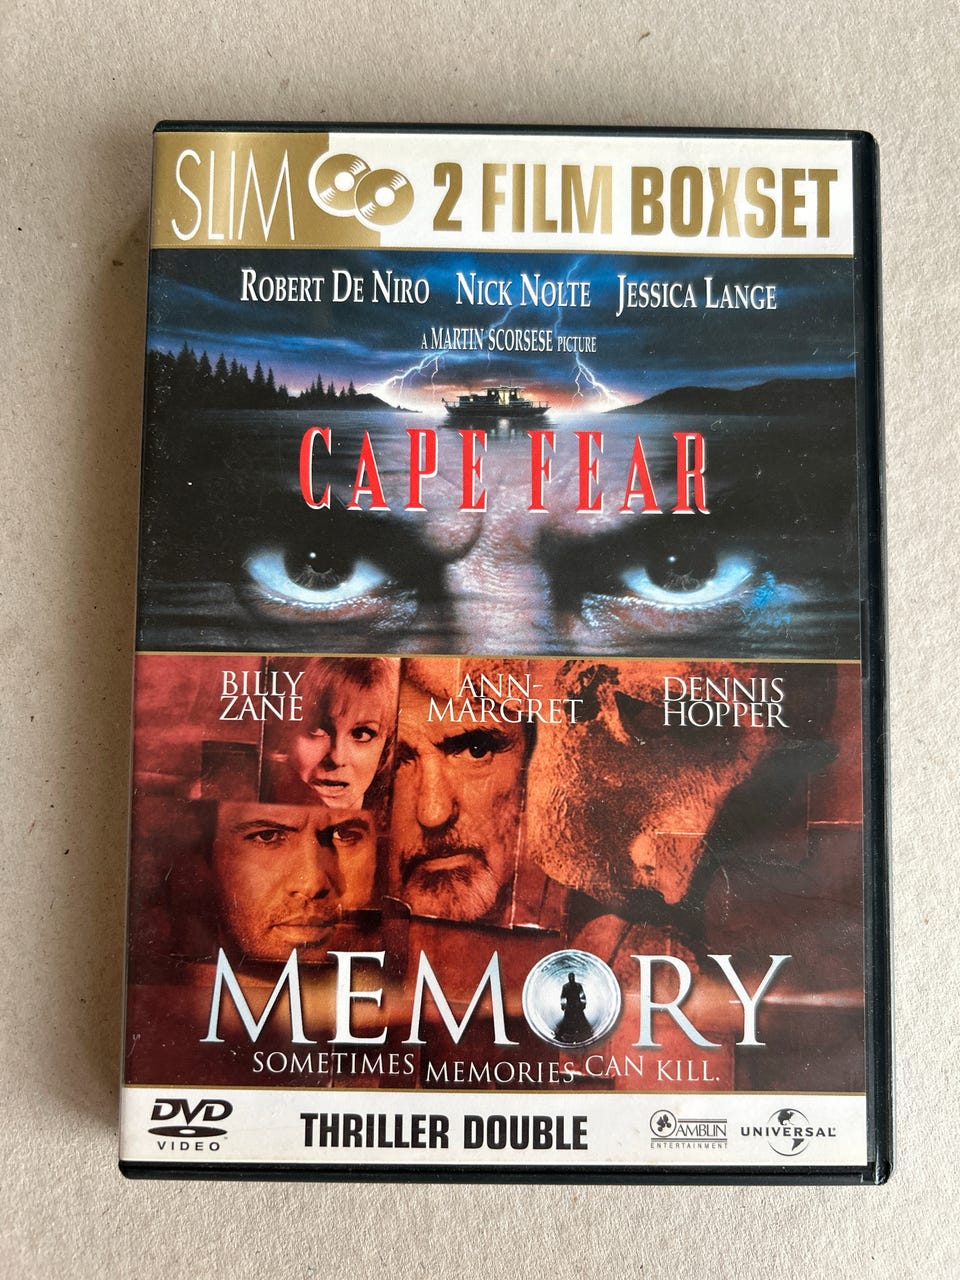 SLIM 2 FILM BOXSET
ROBERT DE NIRO NICK NOLTE JESSICA LANGE
A MARTIN SCORSESE PICTURE
CAPE FEAR
BILLY ZANE
ANN-MARGRET
DENNIS HOPPER
MEMORY
SOMETIMES MEMORIES CAN KILL.
DVD VIDEO
THRILLER DOUBLE
AMBLIN ENTERTAINMENT
UNIVERSAL